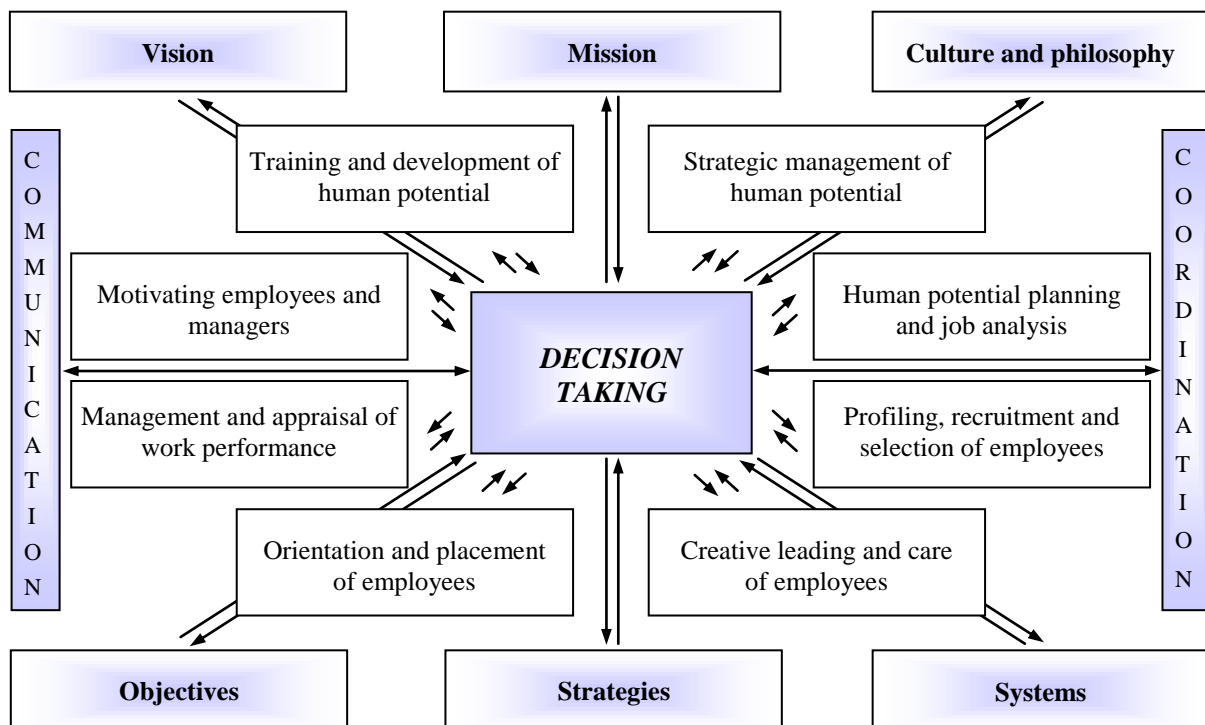 Vision
Mission
Culture and philosophy
COMMUNICATION
Training and development of
human potential
Strategic management of
human potential
COORDINATION
Motivating employees and
managers
Human potential planning
and job analysis
DECISION
TAKING
Management and appraisal of
work performance
Profiling, recruitment and
selection of employees
Orientation and placement
of employees
Creative leading and care
of employees
Objectives
Strategies
Systems